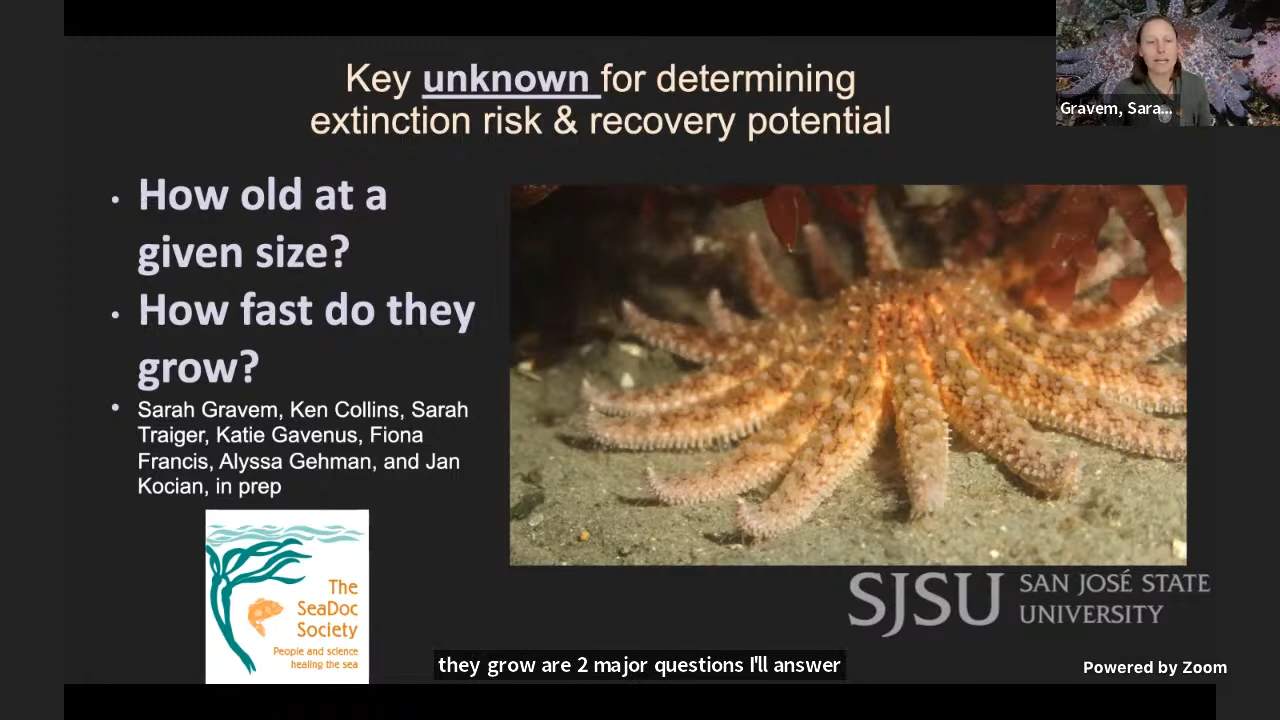 Key unknown for determining
extinction risk & recovery potential
Gravem, Sara...
• How old at a
given size?
• How fast do they
grow?
• Sarah Gravem, Ken Collins, Sarah
Traiger, Katie Gavenus, Fiona
Francis, Alyssa Gehman, and Jan
Kocian, in prep
The
SeaDoc
Society
People and science
healing the sea
SJSU SAN JOSÉ STATE
UNIVERSITY
they grow are 2 major questions I'll answer
Powered by Zoom